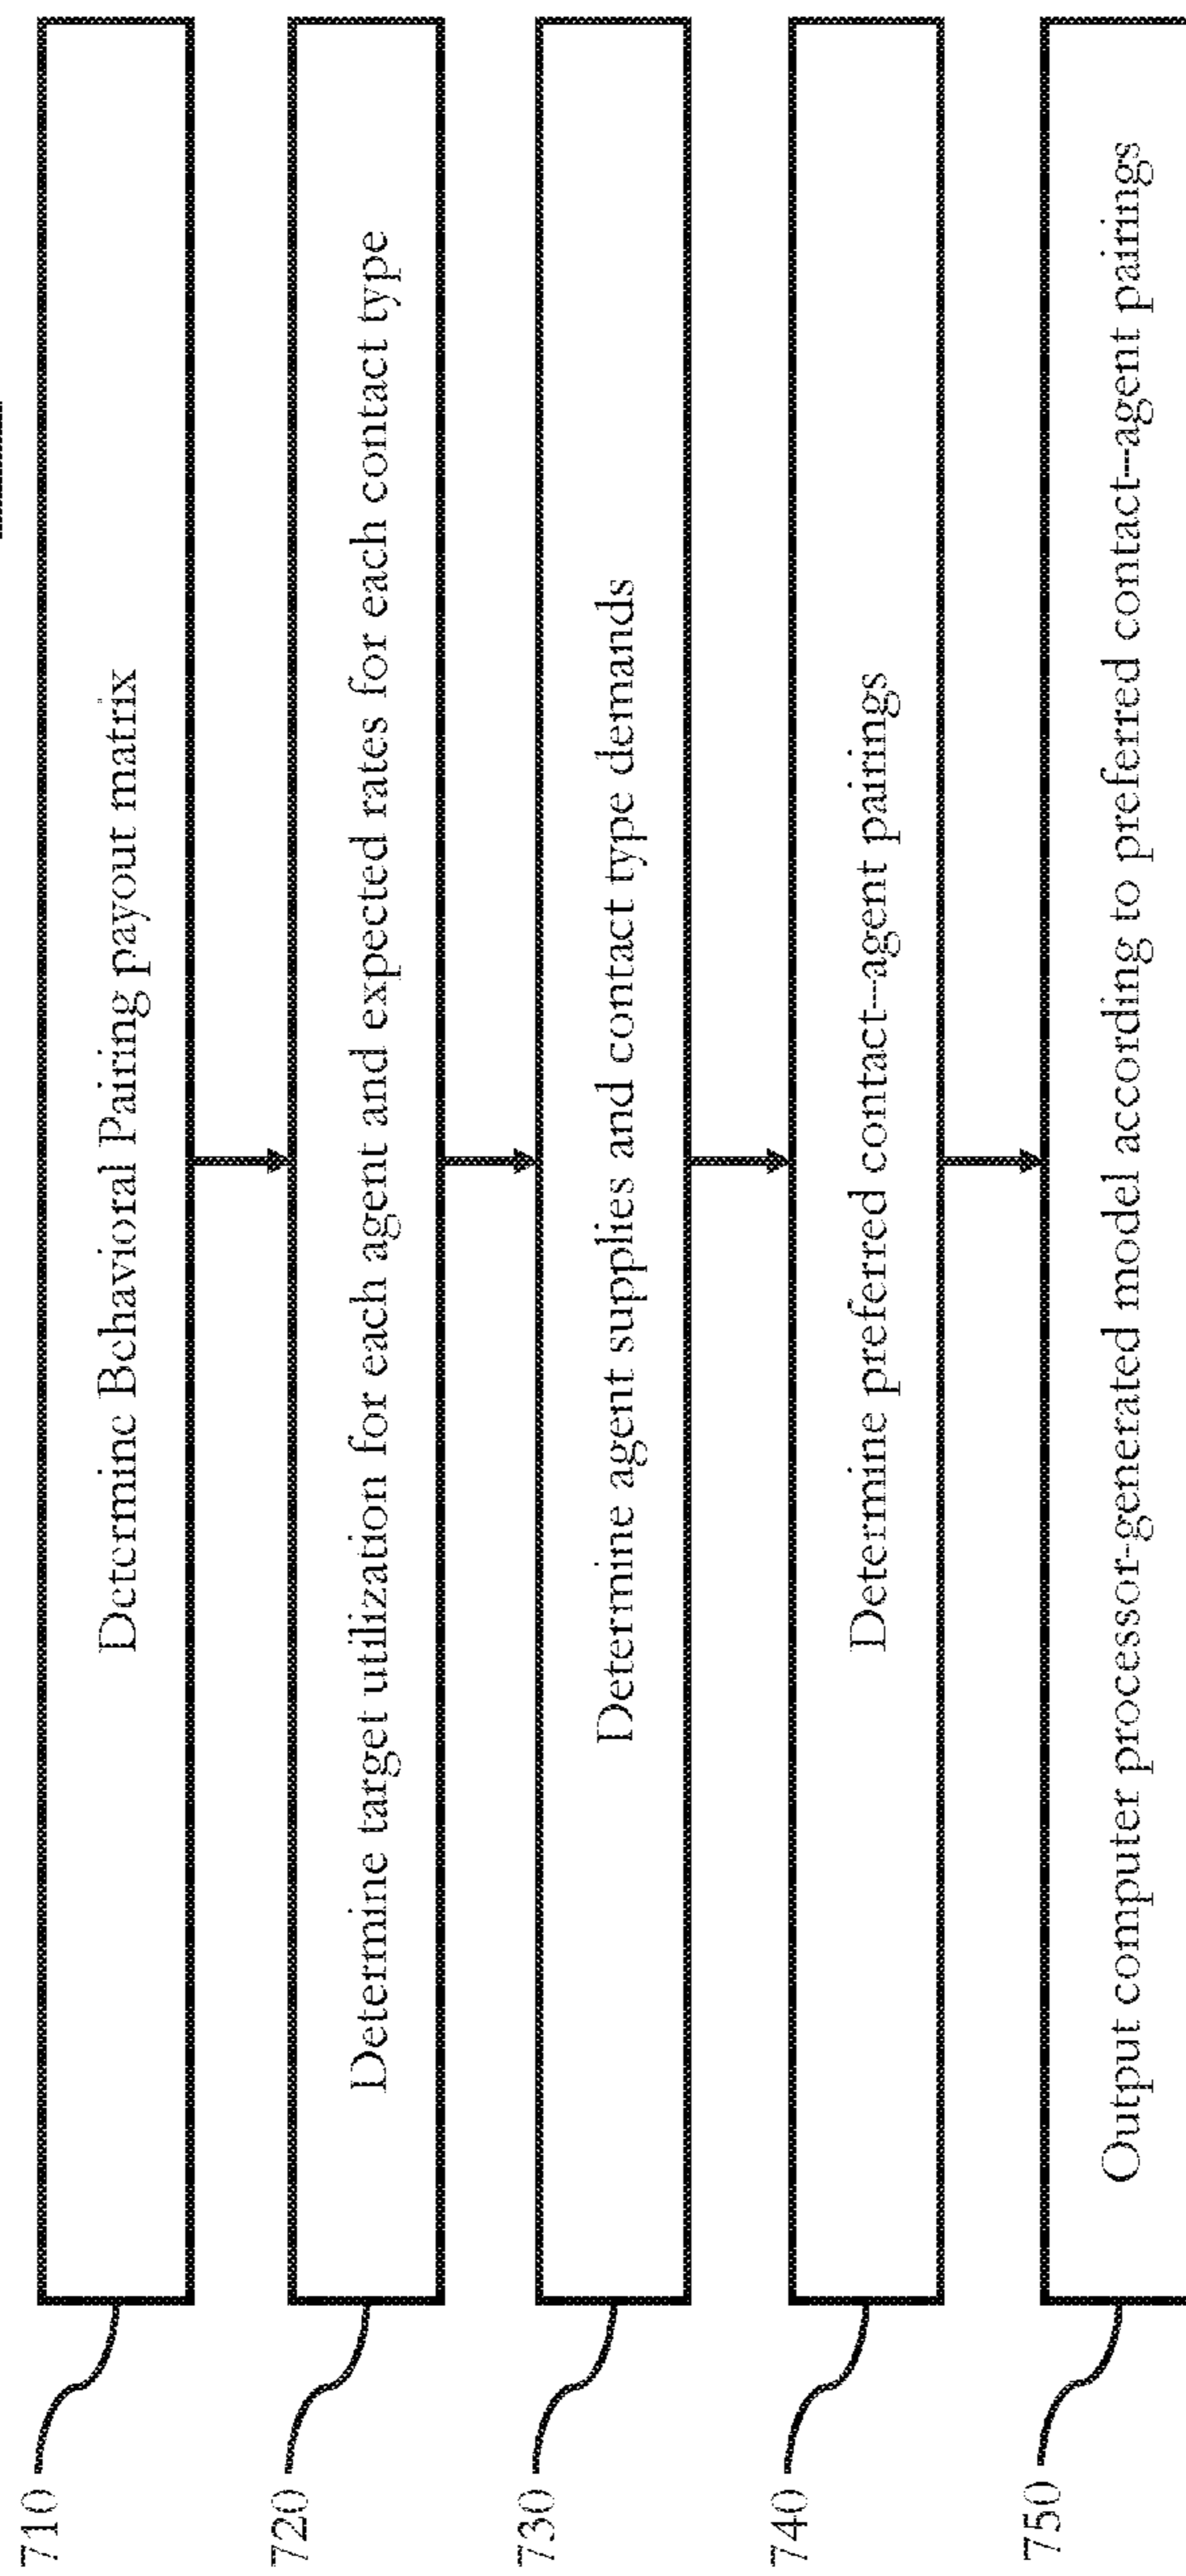 710
Determine Behavioral Pairing payout matrix
720
Determine target utilization for each agent and expected rates for each contact type
730
Determine agent supplies and contact type demands
740
Determine preferred contact---agent pairings
750
Output computer processor-generated model according to preferred contact---agent pairings